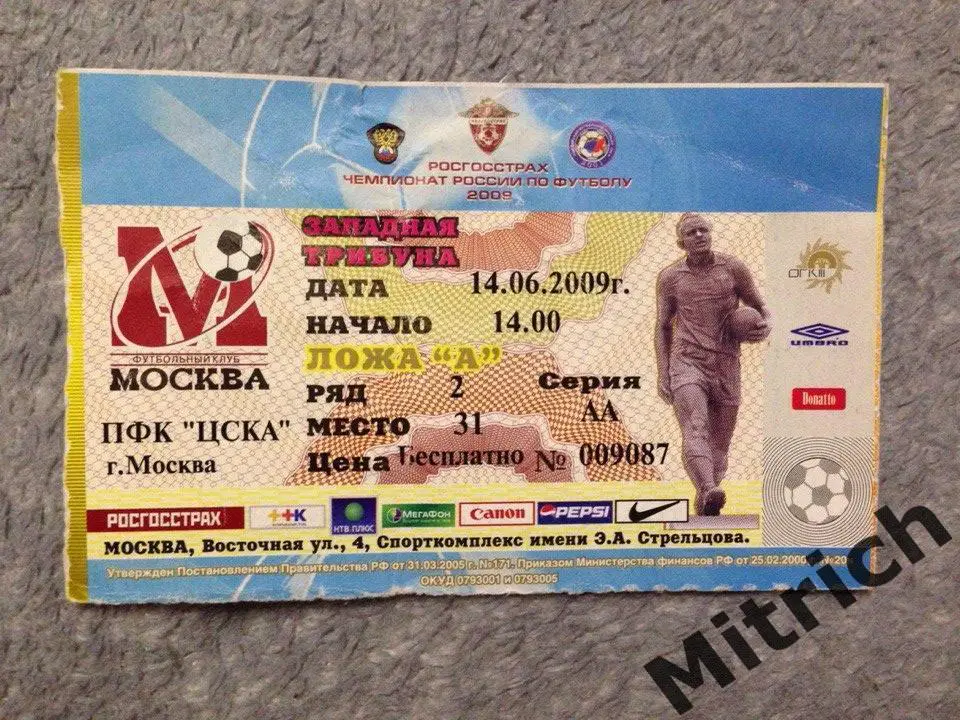 РОСГОССТРАХ
ЧЕМПИОНАТ РОССИИ ПО ФУТБОЛУ
2009
ЗАПАДНАЯ
ТРИБУНА
ДАТА 14.06.2009г.
НАЧАЛО 14.00
ЛОЖА "А"
РЯД 2 Серия
МЕСТО 31 АА
Цена Бесплатно № 009087
М
ФУТБОЛЬНЫЙ КЛУБ
МОСКВА
ПФК "ЦСКА"
г.Москва
ОГК III
UMBRO
Donatto
РОСГОССТРАХ ++К НТВ ПЛЮС МЕГАФОН Canon PEPSI
МОСКВА, Восточная ул., 4, Спорткомплекс имени Э.А. Стрельцова.
Утвержден Постановлением Правительства РФ от 31.03.2005 г. №171. Приказом Министерства финансов РФ от 25.02.2000
ОКУД 0793001 и 0793005
Mitrich